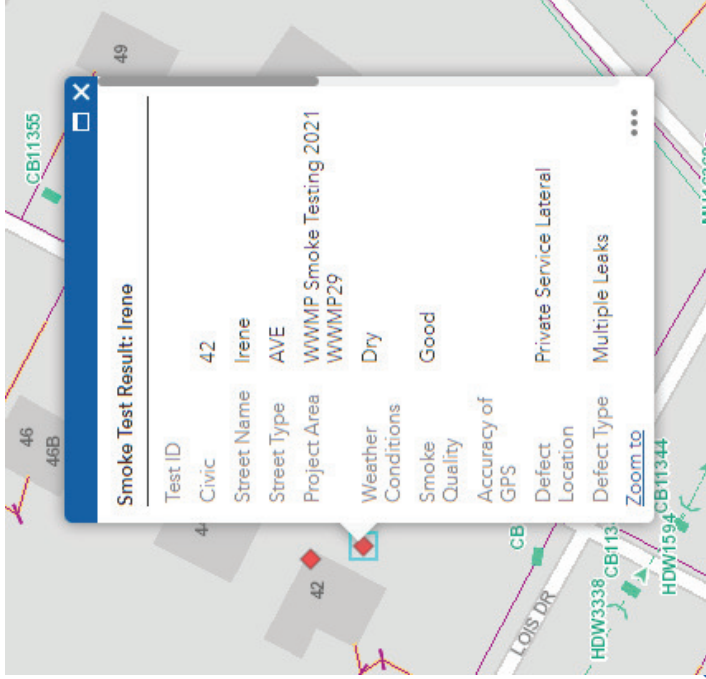 Smoke Test Result: Irene
Test ID
Civic 42
Street Name Irene
Street Type AVE
Project Area WWMP Smoke Testing 2021
WWMP29
Weather Dry
Conditions
Smoke Good
Quality
Accuracy of
GPS
Defect Private Service Lateral
Location
Defect Type Multiple Leaks
Zoom to
46
46B
42
49
CB11355
CB
LOIS DR
HDW3338
HDW1594
CB11344